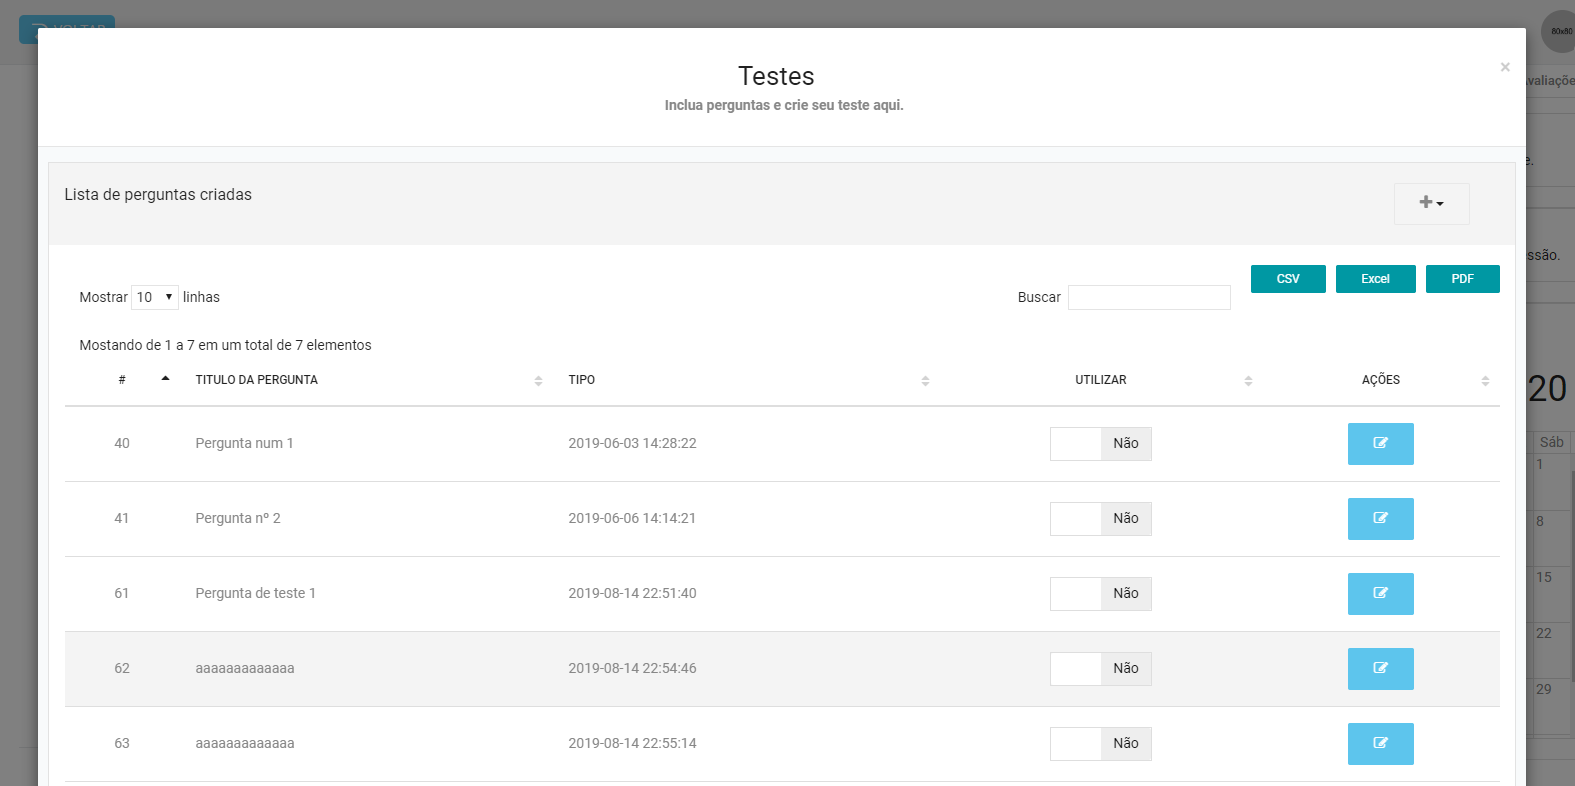 VOLTAR
80x80
Testes
×
Inclua perguntas e crie seu teste aqui.
Lista de perguntas criadas
CSV Excel PDF
Mostrar 10 linhas Buscar
Mostando de 1 a 7 em um total de 7 elementos
# TITULO DA PERGUNTA TIPO UTILIZAR AÇÕES
40 Pergunta num 1 2019-06-03 14:28:22 Não
41 Pergunta nº 2 2019-06-06 14:14:21 Não
61 Pergunta de teste 1 2019-08-14 22:51:40 Não
62 aaaaaaaaaaaaa 2019-08-14 22:54:46 Não
63 aaaaaaaaaaaaa 2019-08-14 22:55:14 Não
valiaçõe
e.
ssão.
20
Sáb
1
8
15
22
29